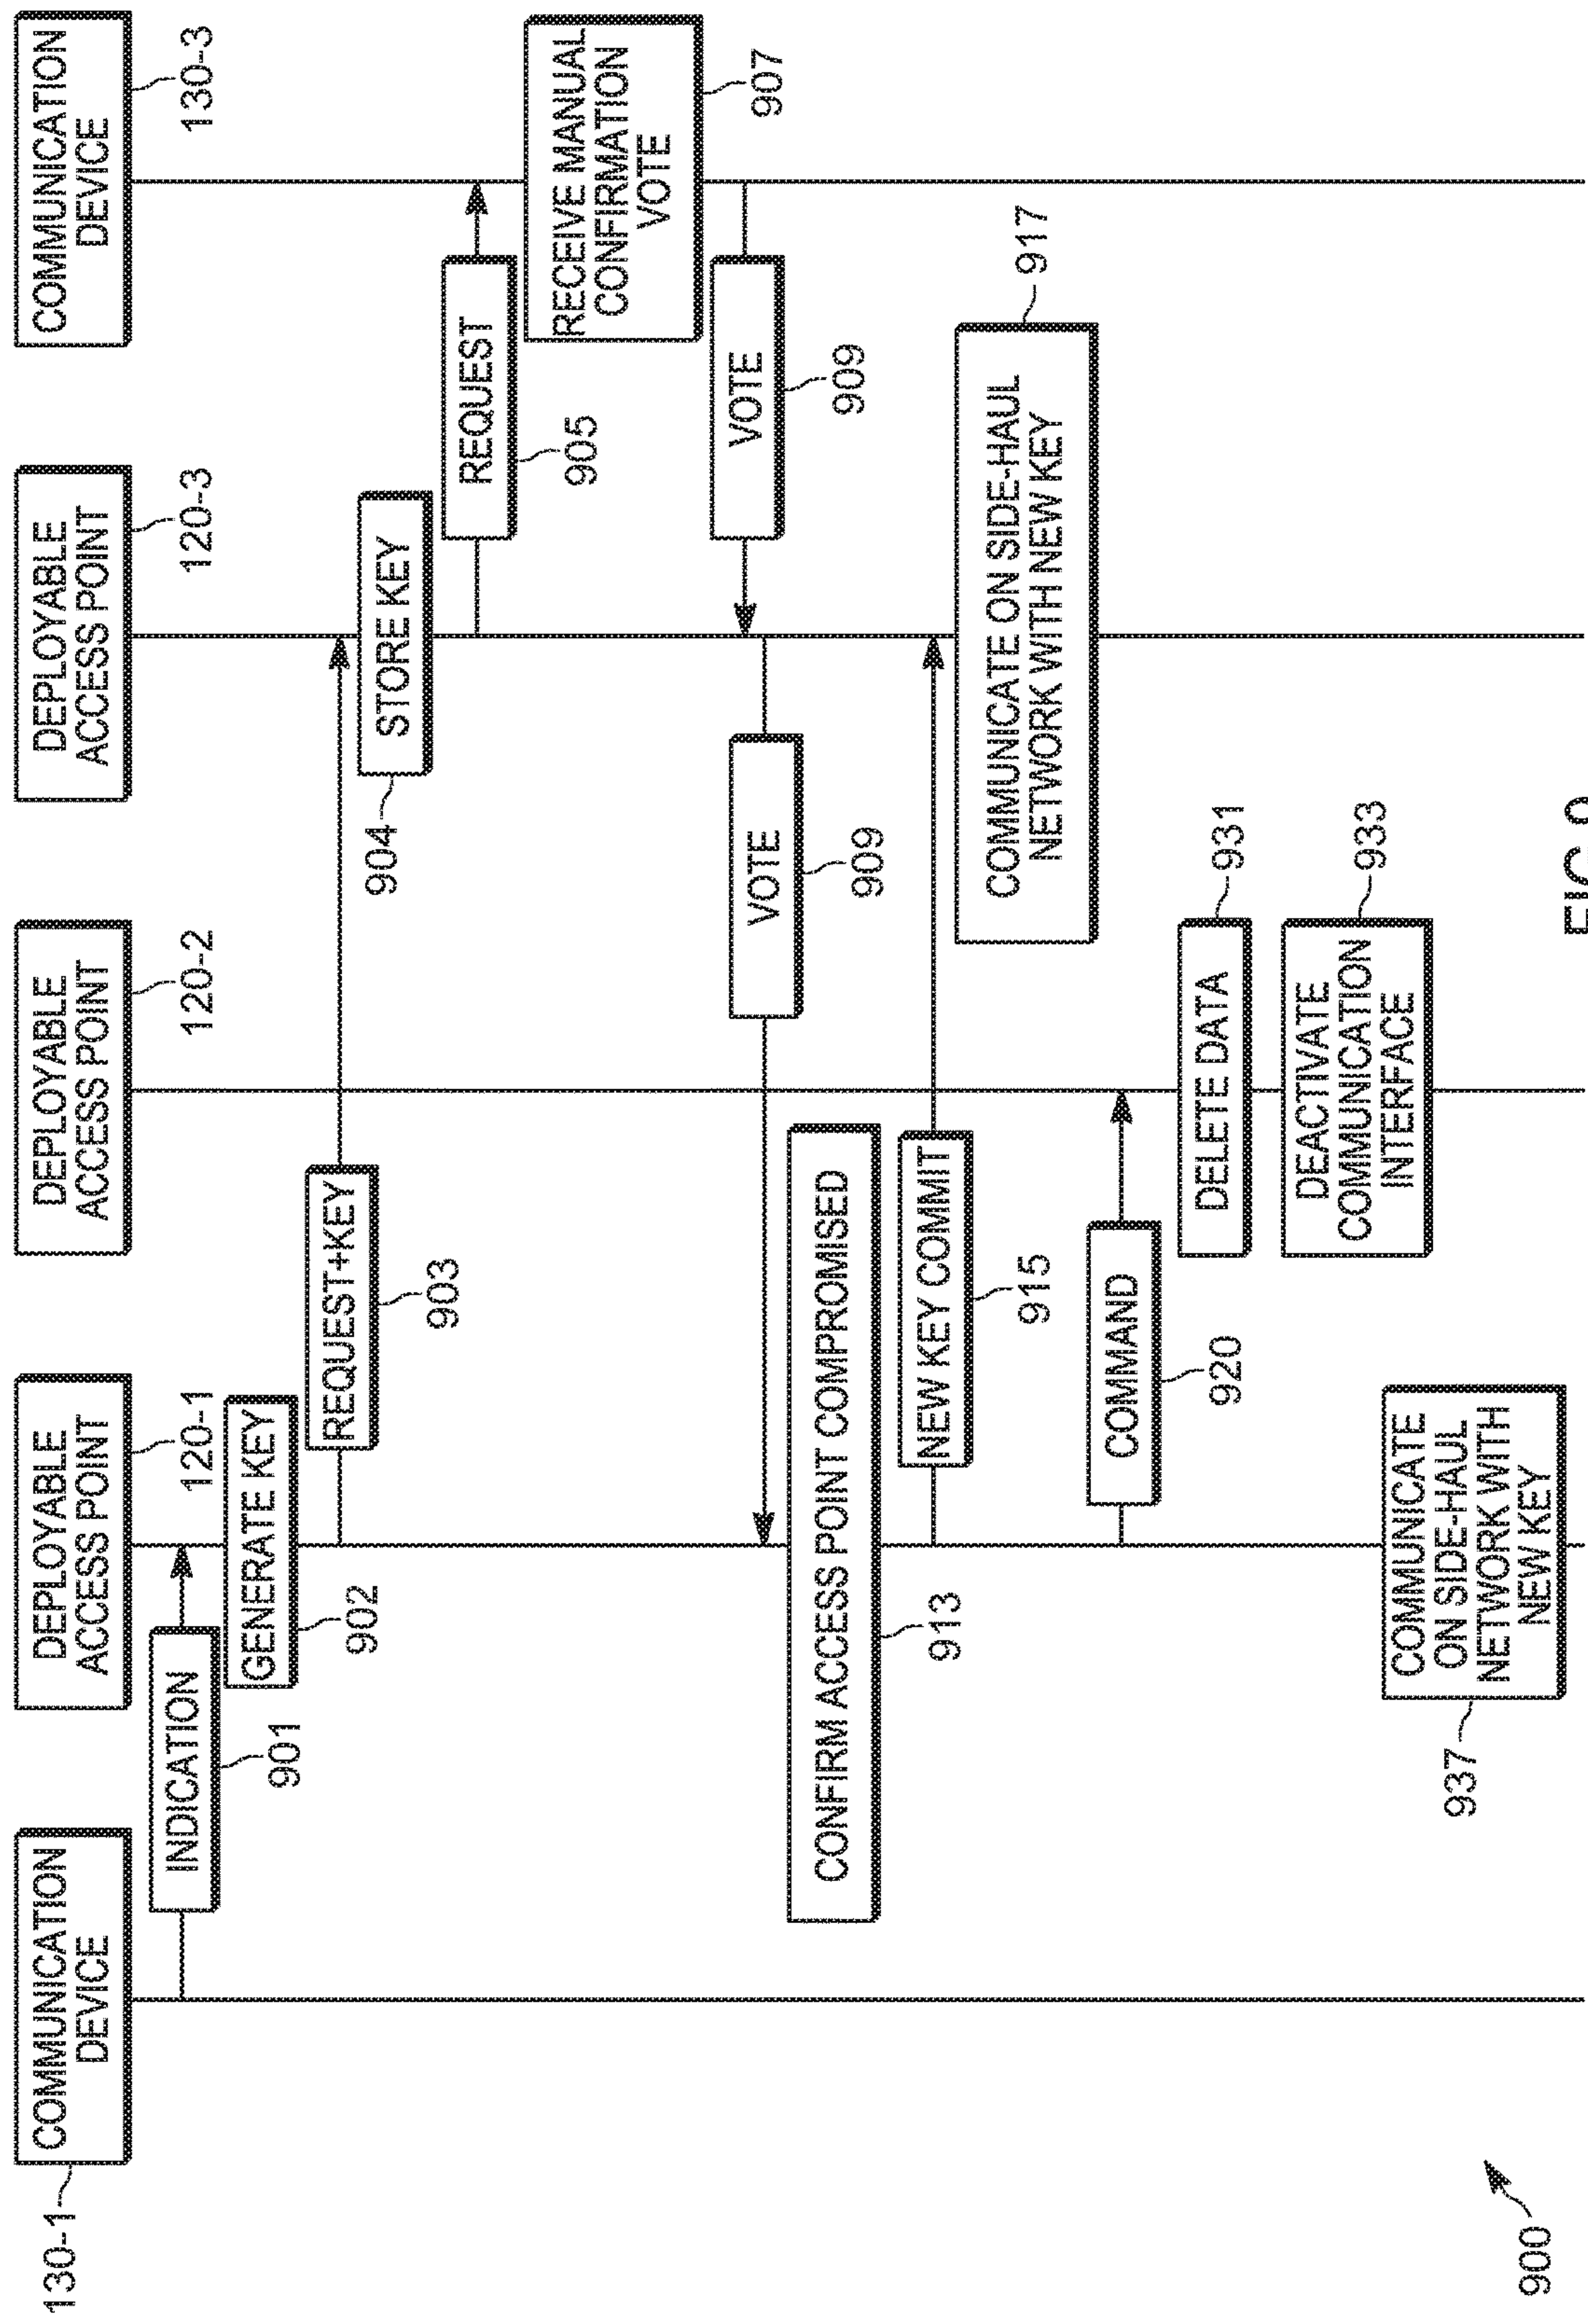 130-1
COMMUNICATION
DEVICE
DEPLOYABLE
ACCESS POINT
120-1
DEPLOYABLE
ACCESS POINT
120-2
DEPLOYABLE
ACCESS POINT
120-3
COMMUNICATION
DEVICE
130-3
INDICATION
901
GENERATE KEY
902
REQUEST+KEY
903
STORE KEY
904
REQUEST
905
RECEIVE MANUAL
CONFIRMATION
VOTE
907
VOTE
909
VOTE
909
CONFIRM ACCESS POINT COMPROMISED
913
NEW KEY COMMIT
915
COMMUNICATE ON SIDE-HAUL
NETWORK WITH NEW KEY
917
COMMAND
920
DELETE DATA
931
DEACTIVATE
COMMUNICATION
INTERFACE
933
COMMUNICATE
ON SIDE-HAUL
NETWORK WITH
NEW KEY
937
900